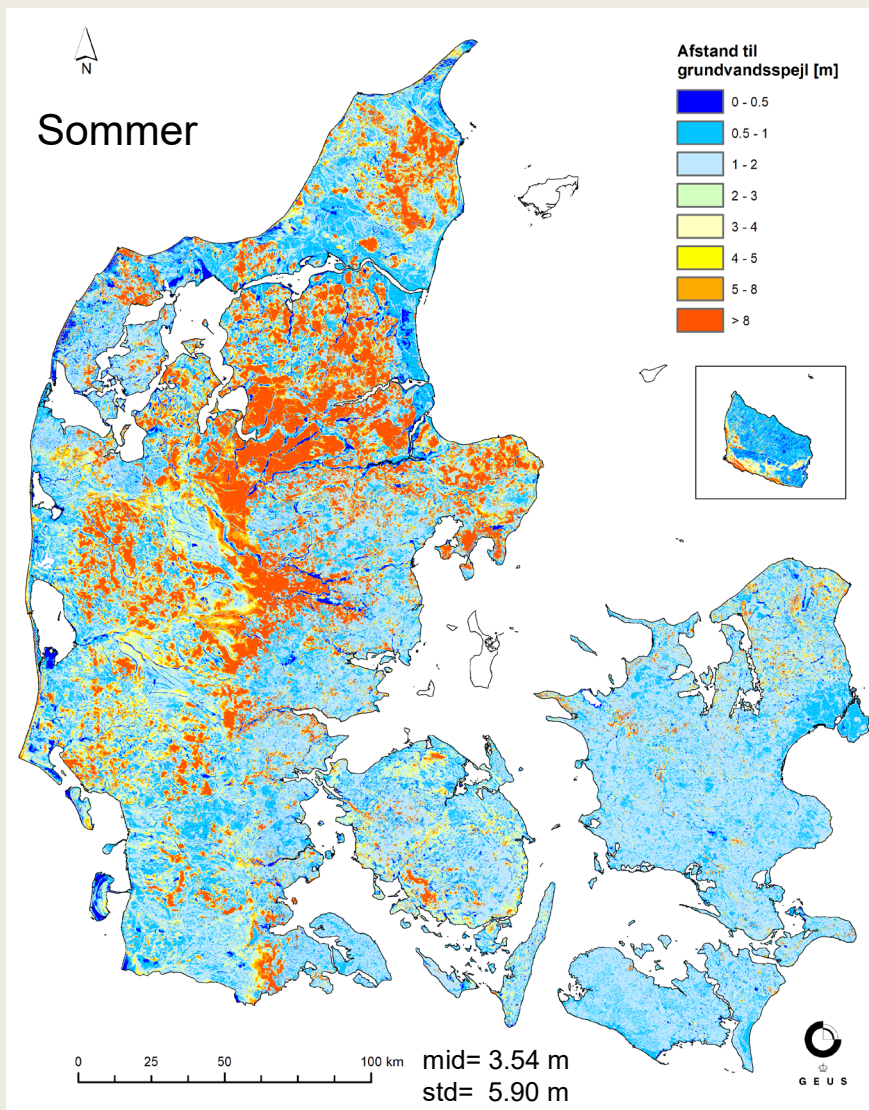 N
Sommer
Afstand til
grundvandsspejl [m]
0 - 0.5
0.5 - 1
1 - 2
2 - 3
3 - 4
4 - 5
5 - 8
> 8
0 25 50 100 km
mid= 3.54 m
std= 5.90 m
G E U S